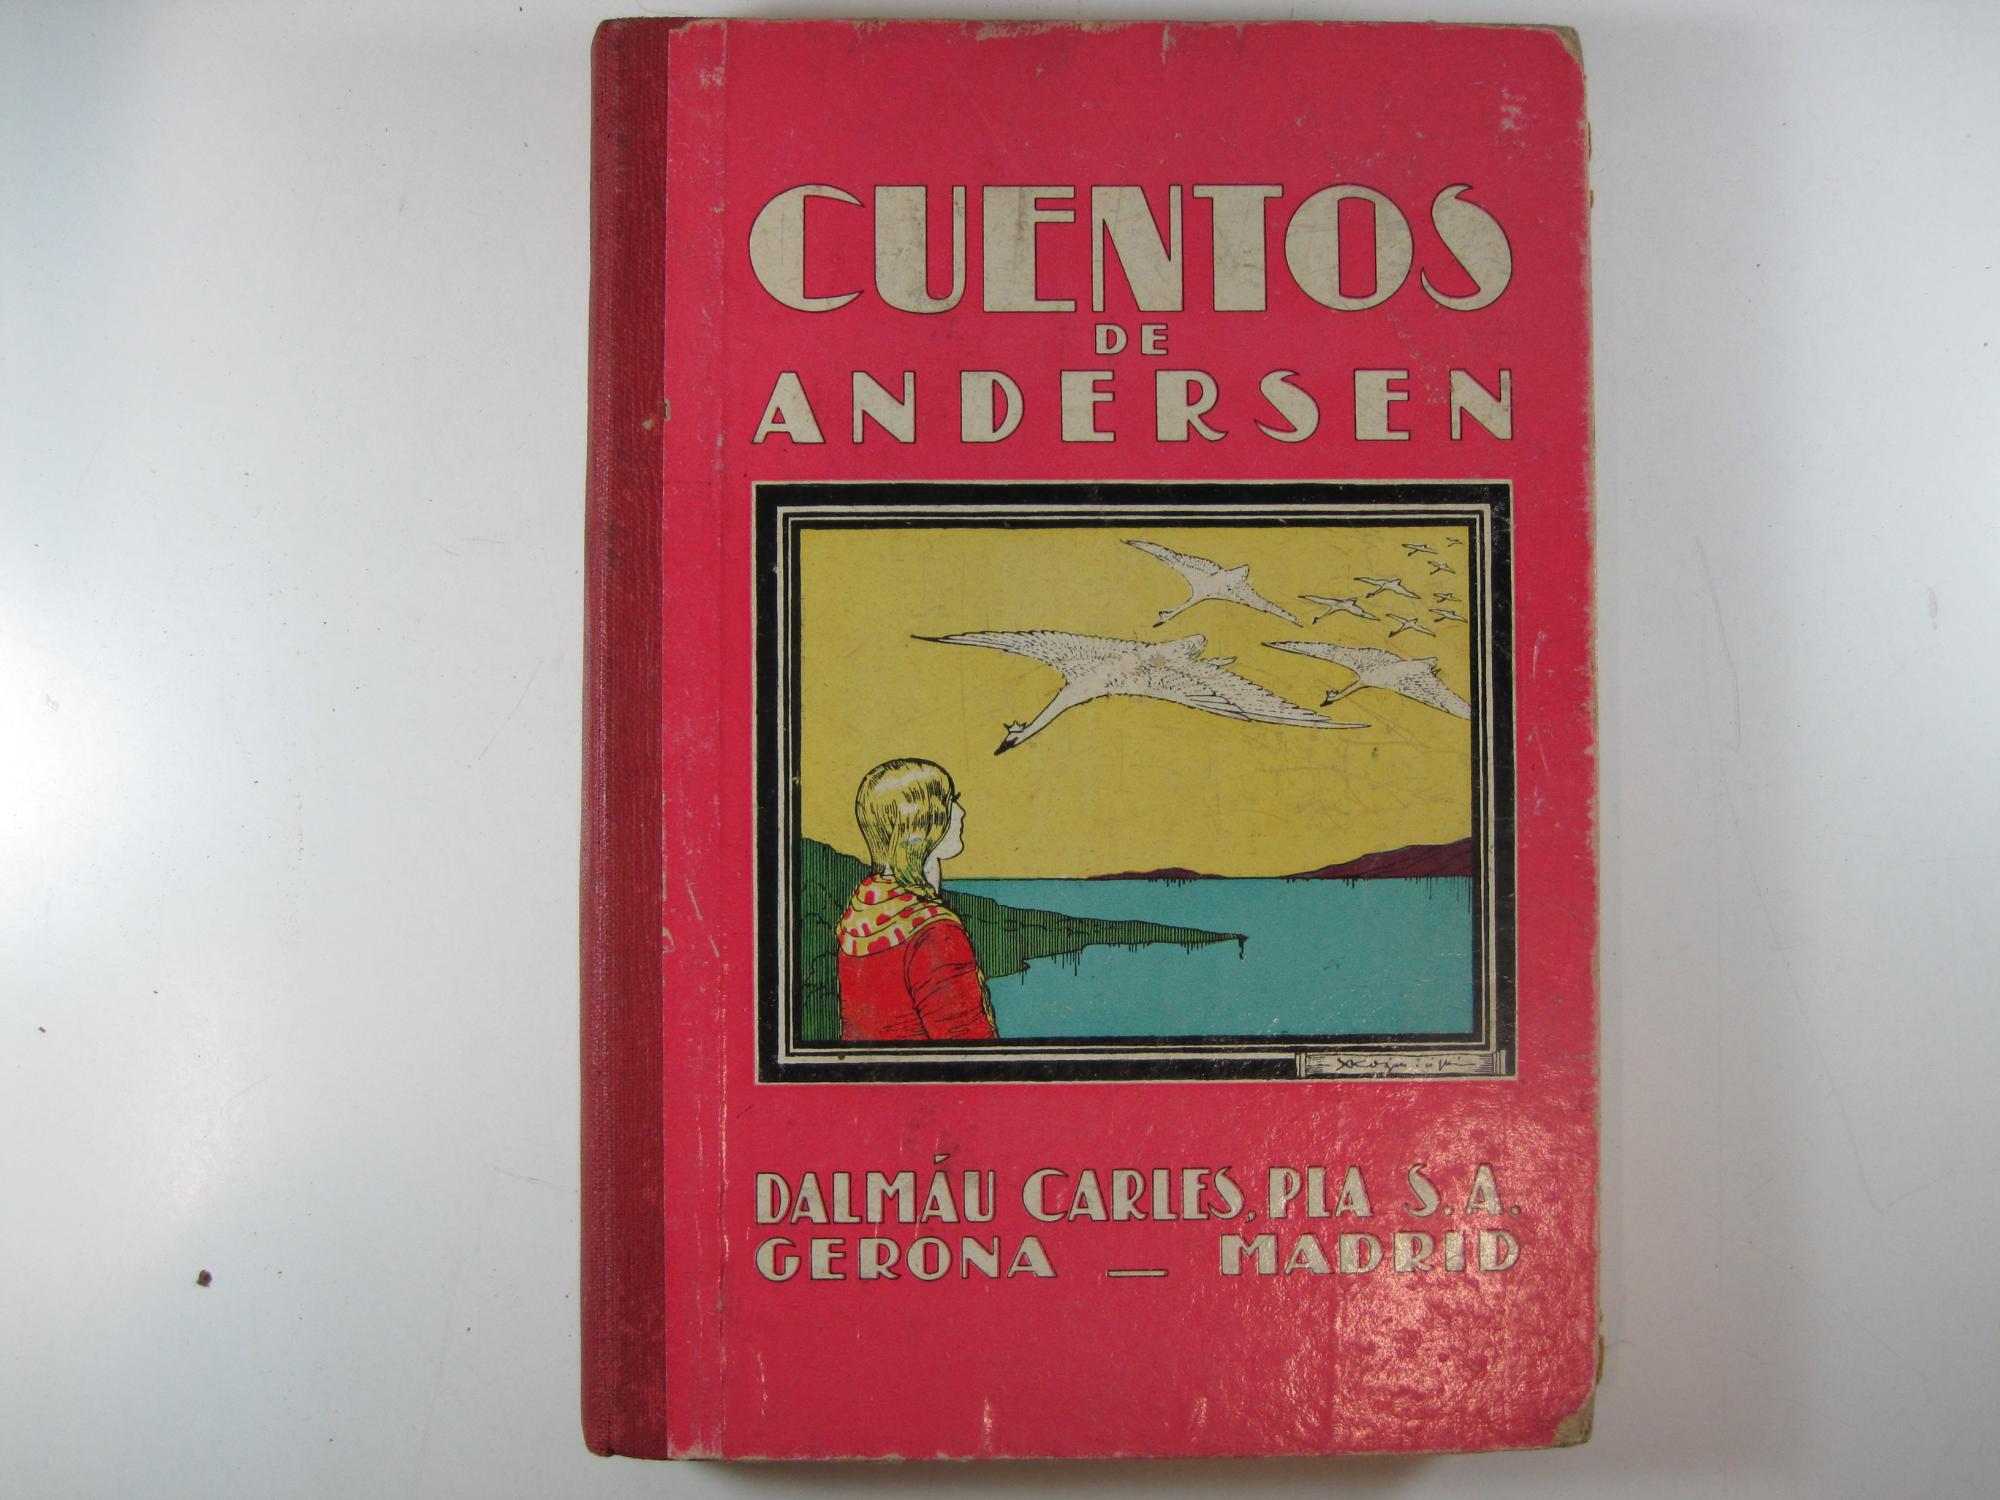 CUENTOS
DE
ANDERSEN
DALMÁU CARLES, PLA S.A.
GERONA — MADRID